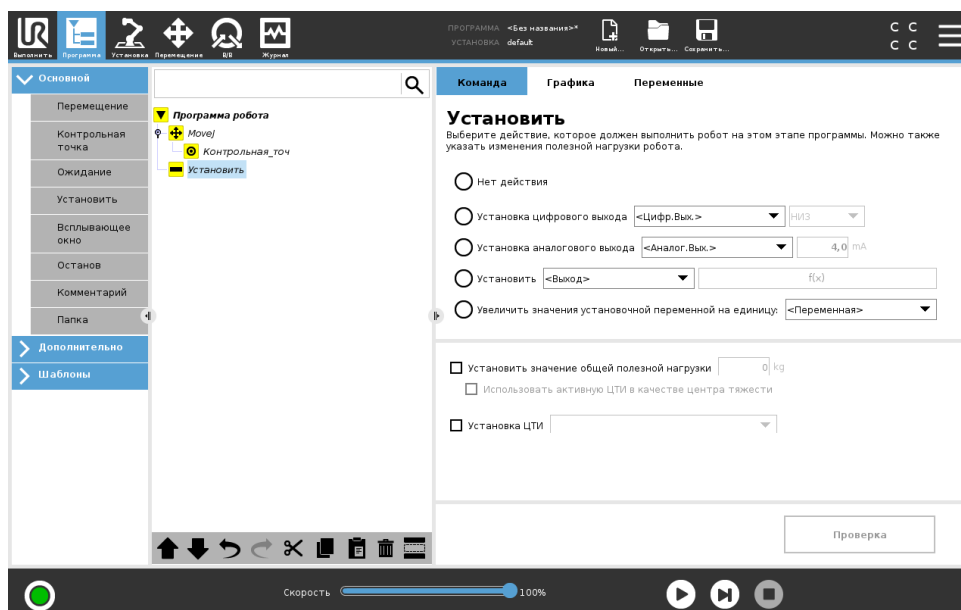 UR
Выполнить
Программа
Установка
Перемещение
В/В
Журнал
ПРОГРАММА <Без названия>*
УСТАНОВКА default
Новый...
Открыть...
Сохранить...
C C
C C
Основной
Перемещение
Контрольная
точка
Ожидание
Установить
Всплывающее
окно
Останов
Комментарий
Папка
Дополнительно
Шаблоны
Программа робота
MoveJ
Контрольная_точ
Установить
Команда
Графика
Переменные
Установить
Выберите действие, которое должен выполнить робот на этом этапе программы. Можно также
указать изменения полезной нагрузки робота.
Нет действия
Установка цифрового выхода <Цифр.Вых.> НИЗ
Установка аналогового выхода <Аналог.Вых.> 4,0 mA
Установить <Выход> f(x)
Увеличить значения установочной переменной на единицу: <Переменная>
Установить значение общей полезной нагрузки 0 kg
Использовать активную ЦТИ в качестве центра тяжести
Установка ЦТИ
Проверка
Скорость 100%